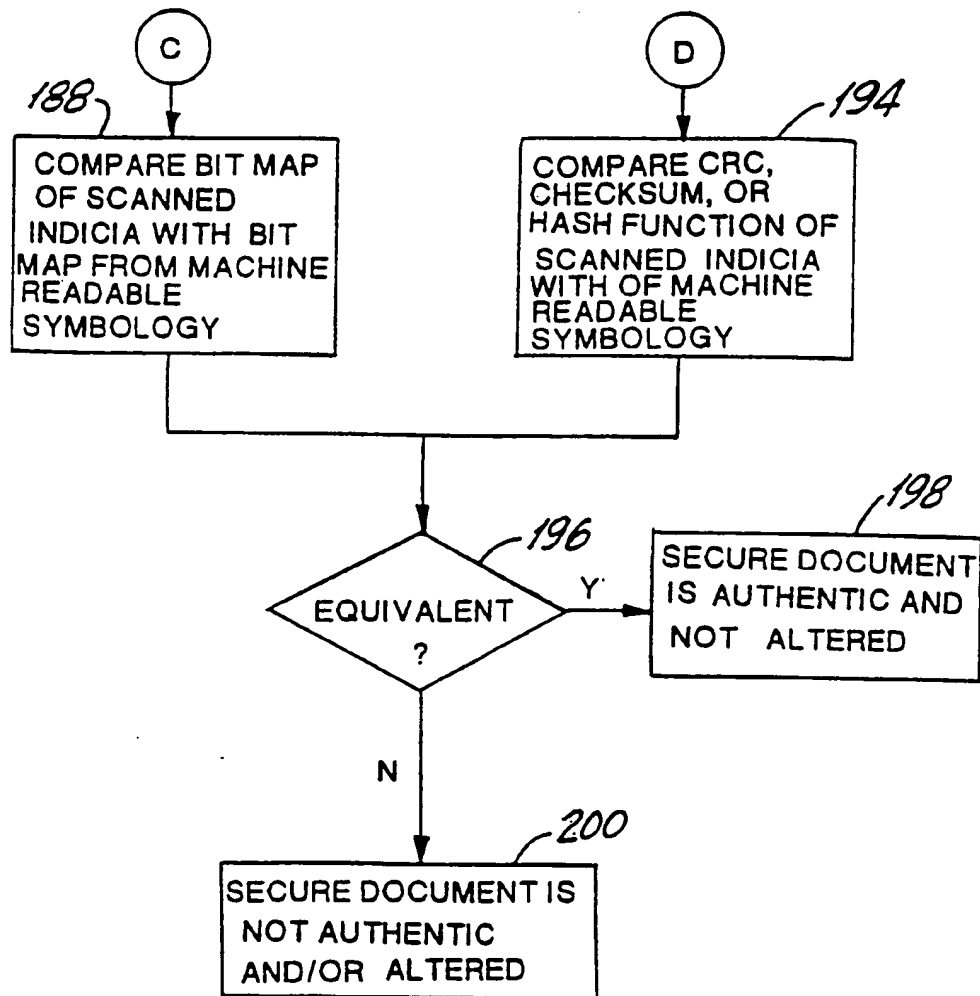 C
D
188
194
COMPARE BIT MAP
OF SCANNED
INDICIA WITH BIT
MAP FROM MACHINE
READABLE
SYMBOLOGY
COMPARE CRC,
CHECKSUM, OR
HASH FUNCTION OF
SCANNED INDICIA
WITH OF MACHINE
READABLE
SYMBOLOGY
196
EQUIVALENT
?
Y
198
SECURE DOCUMENT
IS AUTHENTIC AND
NOT ALTERED
N
200
SECURE DOCUMENT IS
NOT AUTHENTIC
AND/OR ALTERED